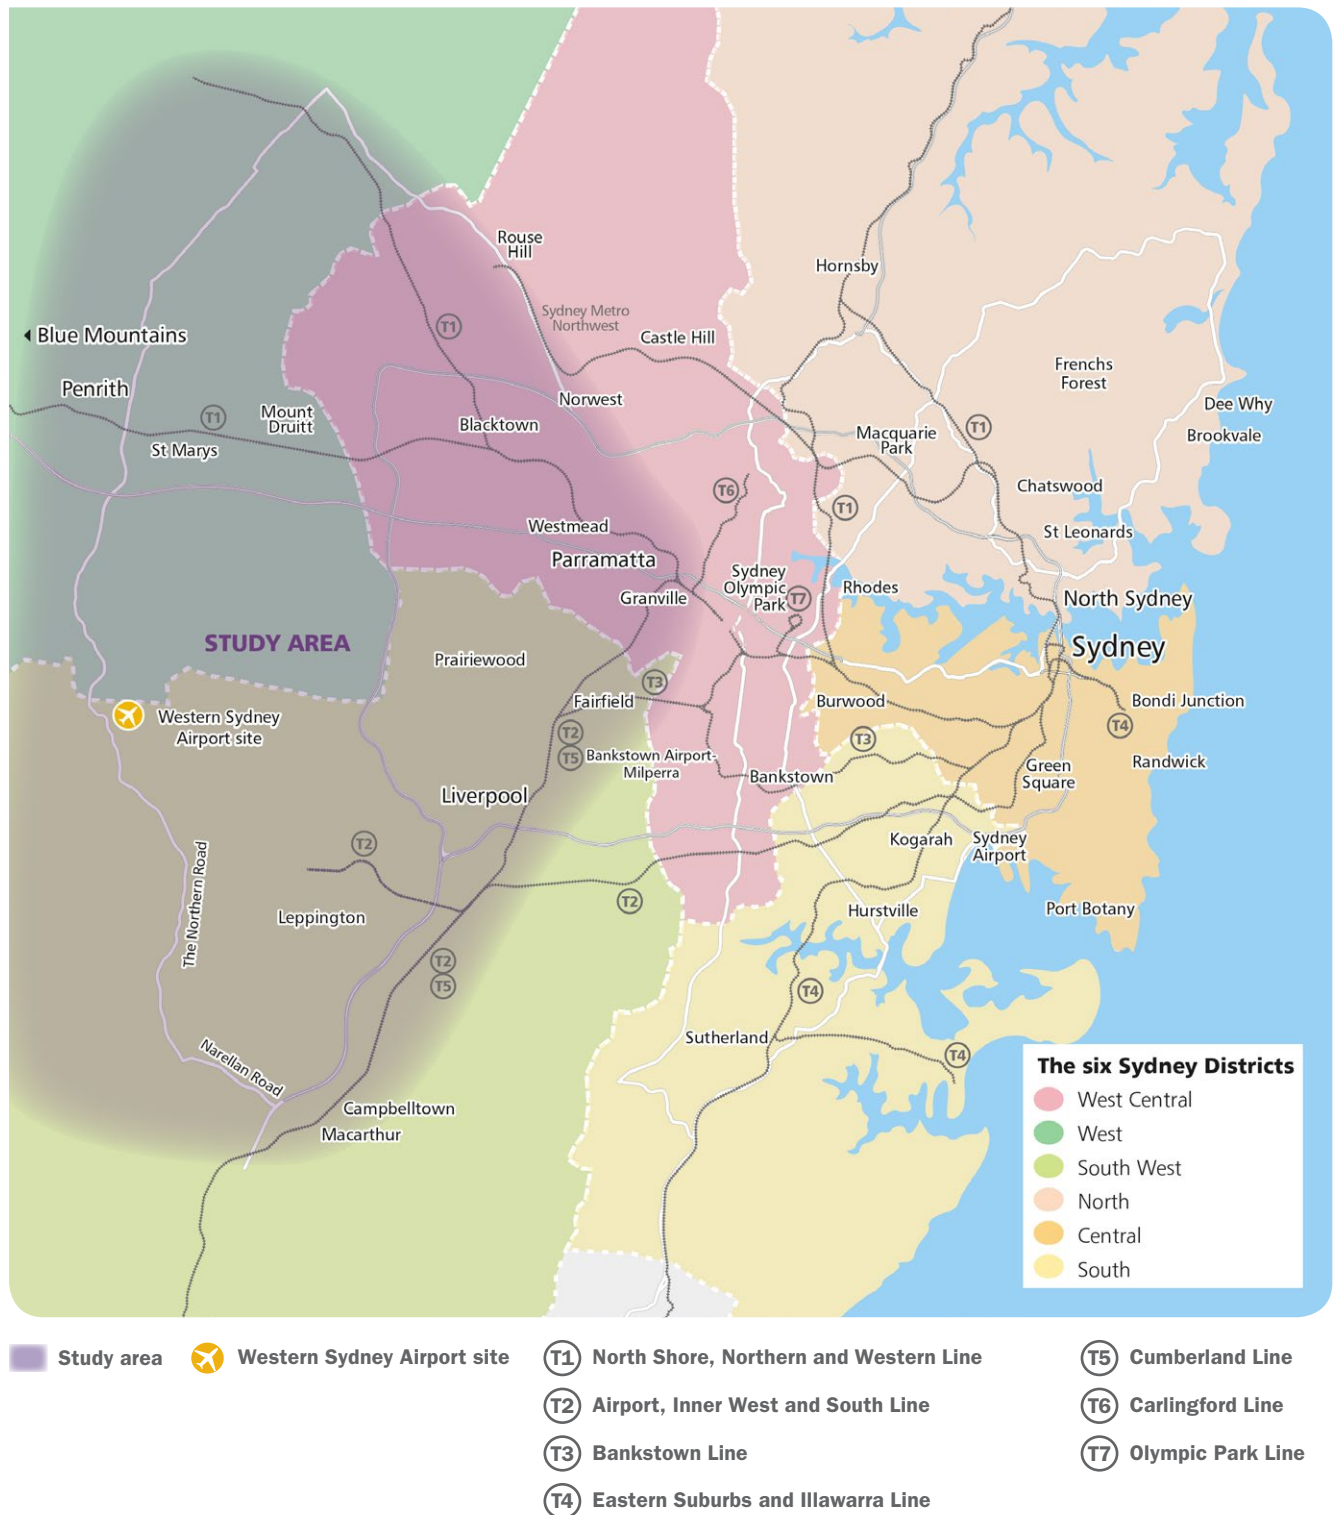 Rouse
Hill
Hornsby
Sydney Metro
Northwest
T1
Blue Mountains
Castle Hill
Frenchs
Forest
Penrith
Norwest
Dee Why
T1
Mount
Druitt
Blacktown
Macquarie
Park
T1
Brookvale
St Marys
T6
Chatswood
T1
Westmead
St Leonards
Parramatta
Sydney
Olympic
Park
T7
Rhodes
Granville
North Sydney
STUDY AREA
Sydney
Prairiewood
T3
Fairfield
Burwood
Bondi Junction
Western Sydney
Airport site
T2
T5
T3
T4
Bankstown Airport-
Milperra
Bankstown
Green
Square
Randwick
Liverpool
T2
Kogarah
Sydney
Airport
The Northern Road
T2
Leppington
Hurstville
Port Botany
T2
T5
T4
Sutherland
T4
Narellan Road
Campbelltown
Macarthur
The six Sydney Districts
West Central
West
South West
North
Central
South
Study area
Western Sydney Airport site
T1 North Shore, Northern and Western Line
T2 Airport, Inner West and South Line
T3 Bankstown Line
T4 Eastern Suburbs and Illawarra Line
T5 Cumberland Line
T6 Carlingford Line
T7 Olympic Park Line